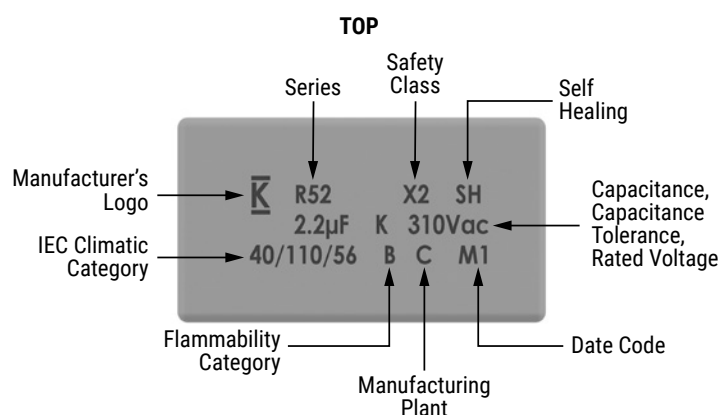 TOP
Series
Safety
Class
Self
Healing
Manufacturer's
Logo
K R52 X2 SH
2.2µF K 310Vac
40/110/56 B C M1
Capacitance,
Capacitance
Tolerance,
Rated Voltage
IEC Climatic
Category
Flammability
Category
Manufacturing
Plant
Date Code